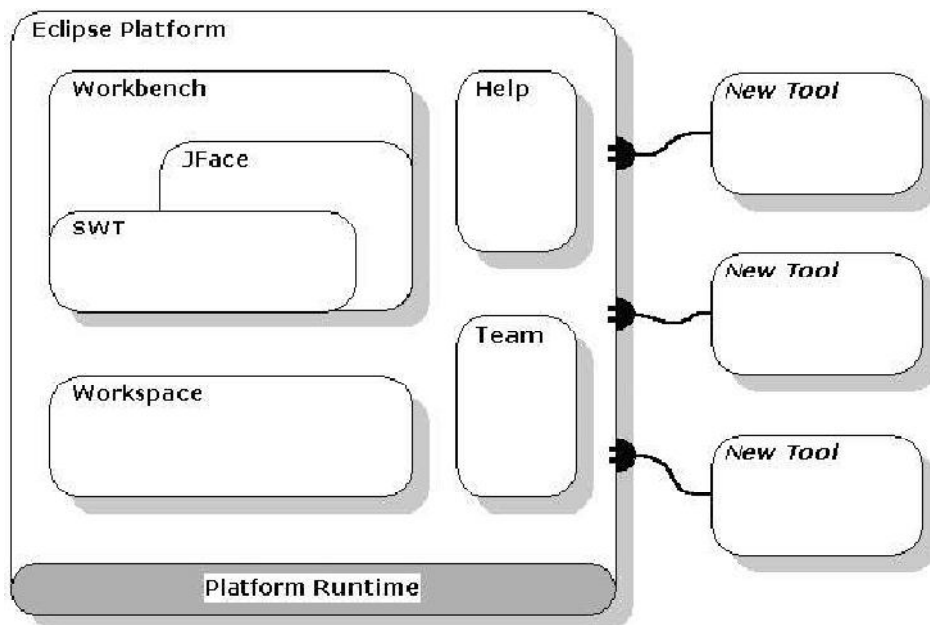 Eclipse Platform
Workbench
JFace
SWT
Workspace
Help
Team
Platform Runtime
New Tool
New Tool
New Tool